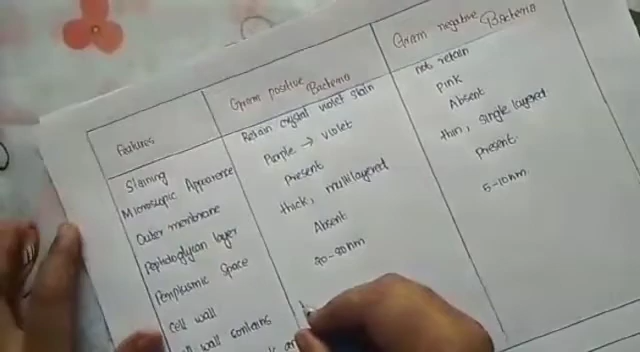 Features Gram positive Bacteria Gram negative Bacteria
Staining Retain crystal violet stain not retain
Microscopic Appearence Purple → violet Pink
Outer membrane Present Absent
Peptidoglycan layer thick, multilayered thin, single layered.
Periplasmic space Absent Present.
Cell wall 20-80nm 5-10nm.
wall contains